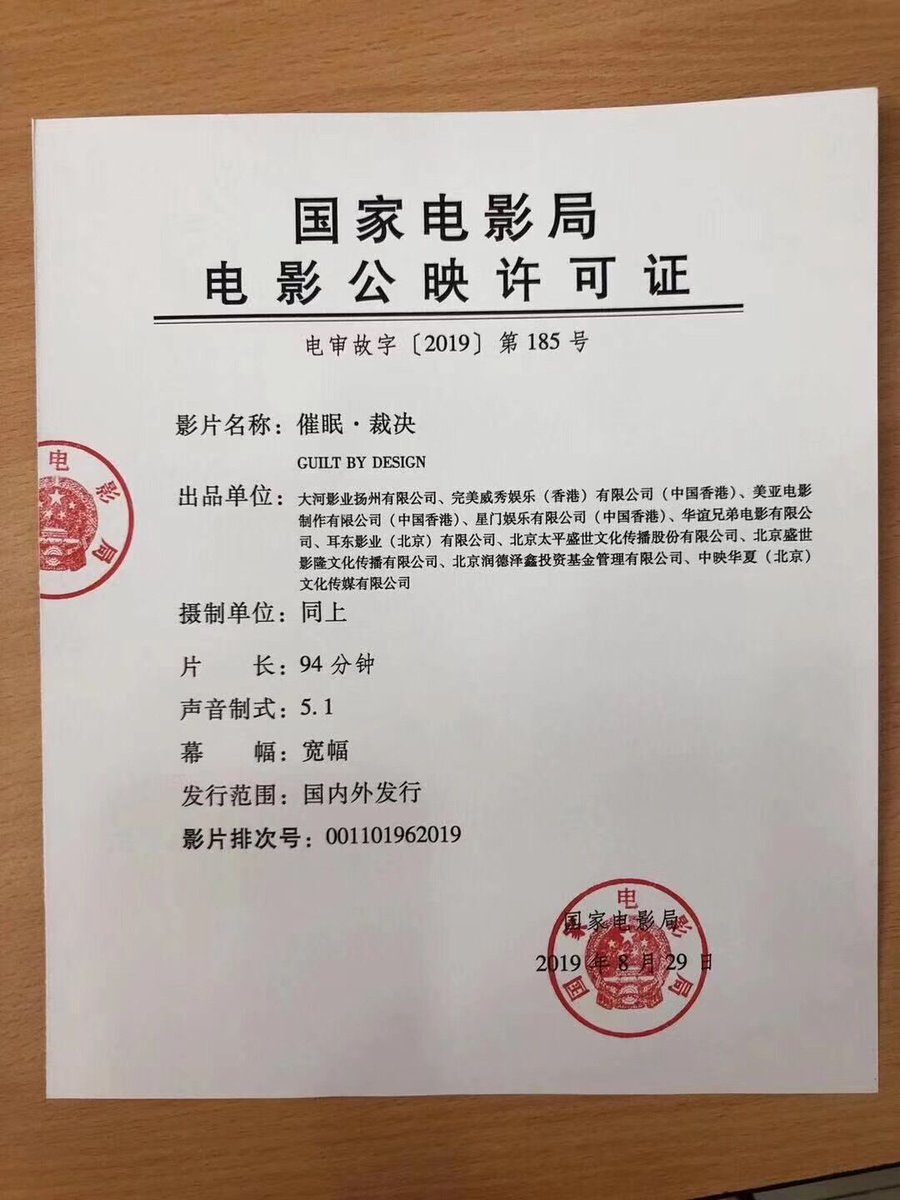 国家电影局
电影公映许可证
电审故字〔2019〕第185号
影片名称：催眠·裁决
GUILT BY DESIGN
出品单位：大河影业扬州有限公司、完美威秀娱乐（香港）有限公司（中国香港）、美亚电影
制作有限公司（中国香港）、星门娱乐有限公司（中国香港）、华谊兄弟电影有限公
司、耳东影业（北京）有限公司、北京太平盛世文化传播股份有限公司、北京盛世
影隆文化传播有限公司、北京润德泽鑫投资基金管理有限公司、中映华夏（北京）
文化传媒有限公司
摄制单位：同上
片　　长：94分钟
声音制式：5.1
幕　　幅：宽幅
发行范围：国内外发行
影片排次号：001101962019
电影局
国家电影局
国家电影局
2019年8月29日